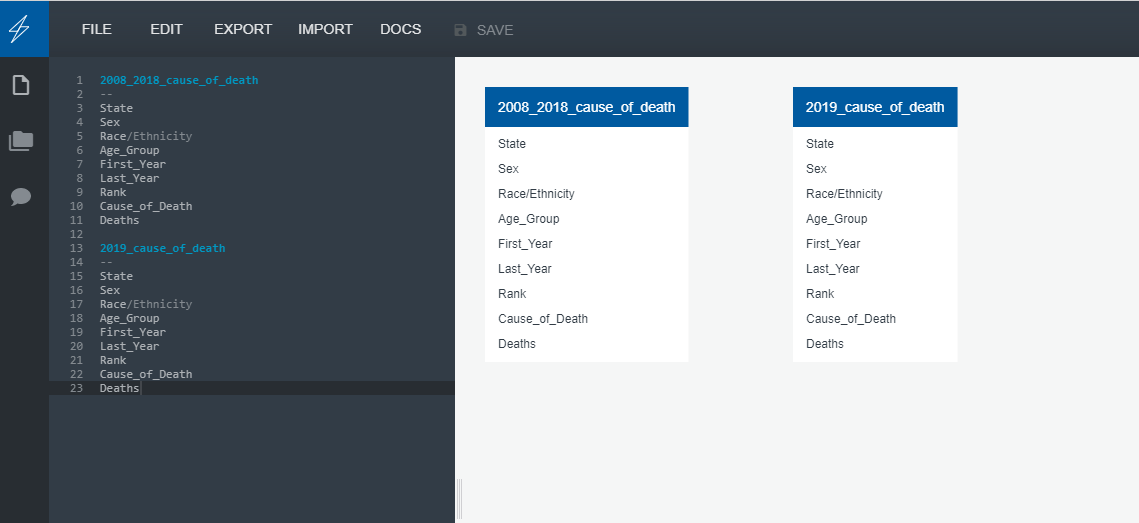 FILE EDIT EXPORT IMPORT DOCS SAVE
1 2008_2018_cause_of_death
2 --
3 State
4 Sex
5 Race/Ethnicity
6 Age_Group
7 First_Year
8 Last_Year
9 Rank
10 Cause_of_Death
11 Deaths
12
13 2019_cause_of_death
14 --
15 State
16 Sex
17 Race/Ethnicity
18 Age_Group
19 First_Year
20 Last_Year
21 Rank
22 Cause_of_Death
23 Deaths
2008_2018_cause_of_death
State
Sex
Race/Ethnicity
Age_Group
First_Year
Last_Year
Rank
Cause_of_Death
Deaths
2019_cause_of_death
State
Sex
Race/Ethnicity
Age_Group
First_Year
Last_Year
Rank
Cause_of_Death
Deaths